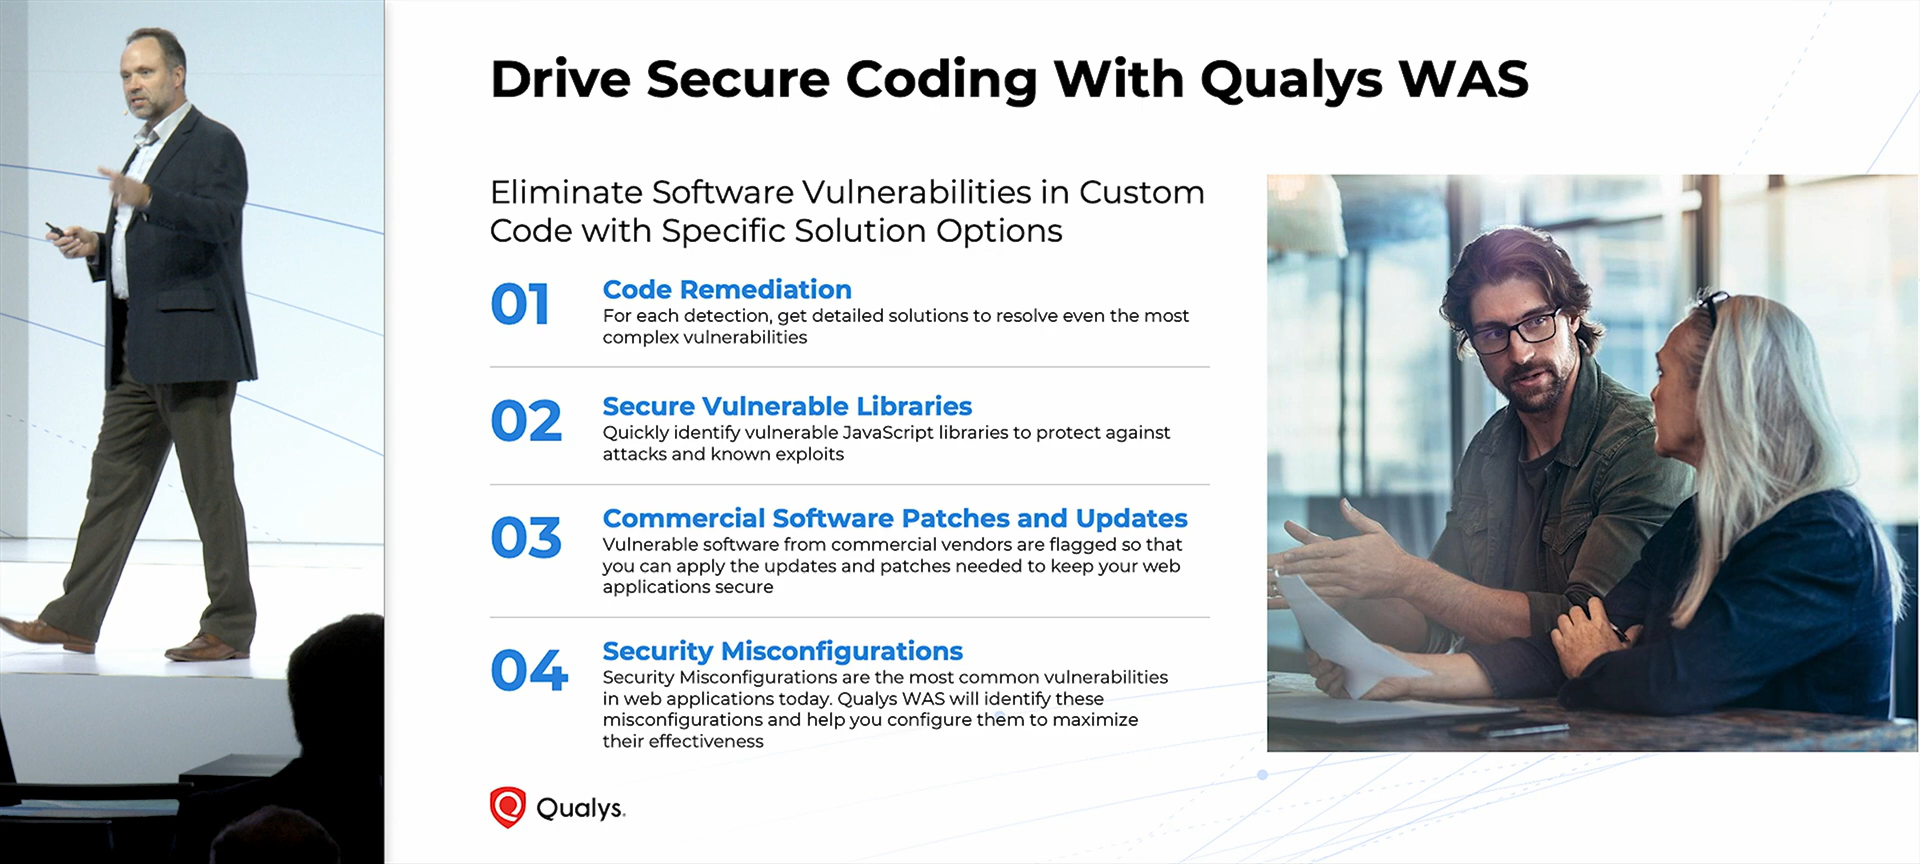 Drive Secure Coding With Qualys WAS
Eliminate Software Vulnerabilities in Custom
Code with Specific Solution Options
01
Code Remediation
For each detection, get detailed solutions to resolve even the most
complex vulnerabilities
02
Secure Vulnerable Libraries
Quickly identify vulnerable JavaScript libraries to protect against
attacks and known exploits
03
Commercial Software Patches and Updates
Vulnerable software from commercial vendors are flagged so that
you can apply the updates and patches needed to keep your web
applications secure
04
Security Misconfigurations
Security Misconfigurations are the most common vulnerabilities
in web applications today. Qualys WAS will identify these
misconfigurations and help you configure them to maximize
their effectiveness
Qualys.